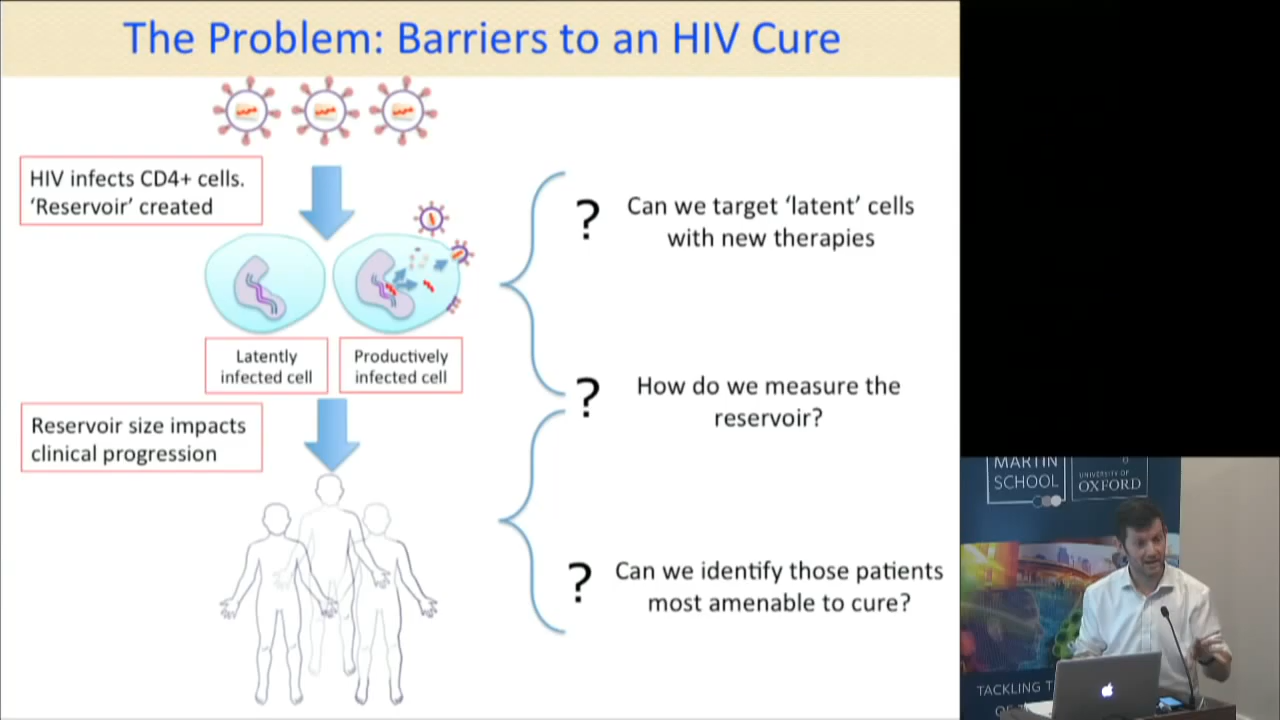 The Problem: Barriers to an HIV Cure
HIV infects CD4+ cells.
‘Reservoir’ created
? Can we target ‘latent’ cells
with new therapies
Latently
infected cell
Productively
infected cell
? How do we measure the
reservoir?
Reservoir size impacts
clinical progression
? Can we identify those patients
most amenable to cure?
MARTIN
SCHOOL
UNIVERSITY OF
OXFORD
TACKLING